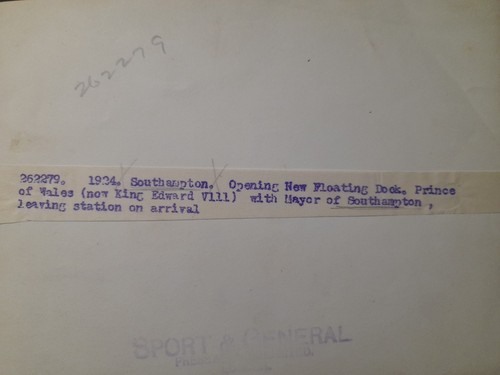 262279
262279. 1924. Southampton. Opening New Floating Dock. Prince
of Wales (now King Edward V111) with Mayor of Southampton ,
leaving station on arrival
SPORT & GENERAL